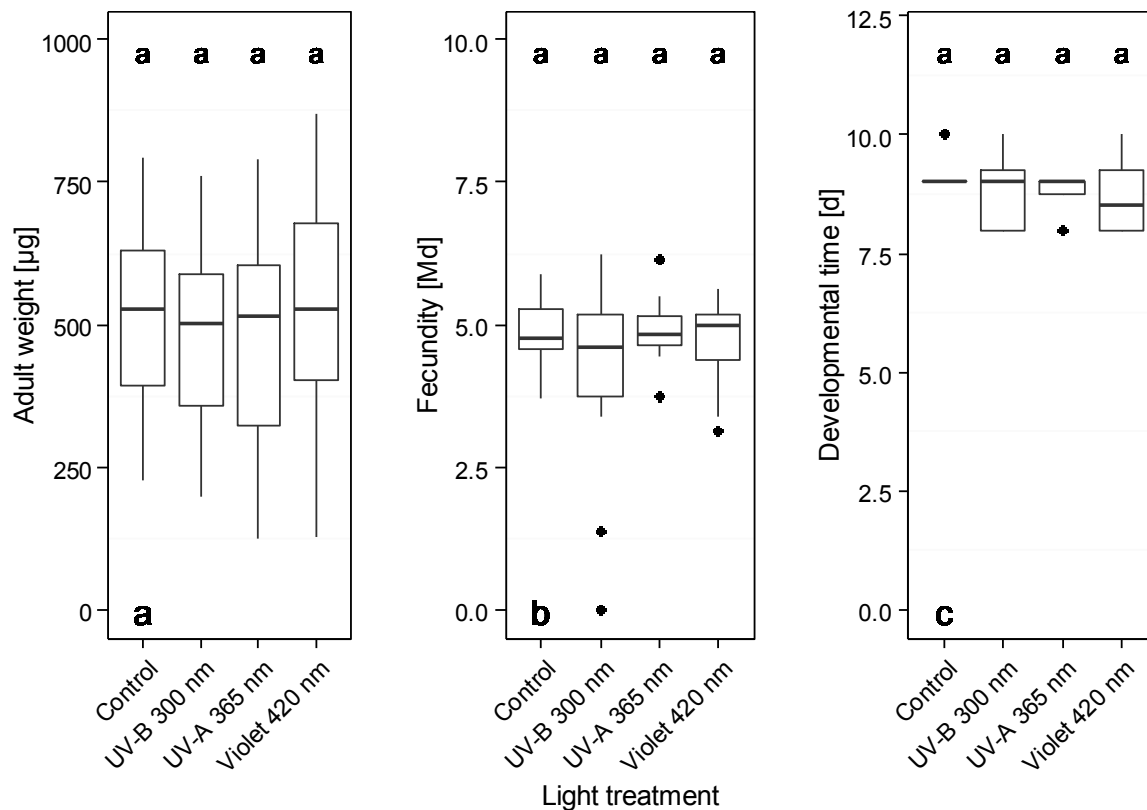 Adult weight [µg]
1000
750
500
250
0
a a a a
a
Control
UV-B 300 nm
UV-A 365 nm
Violet 420 nm
Fecundity [Md]
10.0
7.5
5.0
2.5
0.0
a a a a
b
Control
UV-B 300 nm
UV-A 365 nm
Violet 420 nm
Developmental time [d]
12.5
10.0
7.5
5.0
2.5
0.0
a a a a
c
Control
UV-B 300 nm
UV-A 365 nm
Violet 420 nm
Light treatment